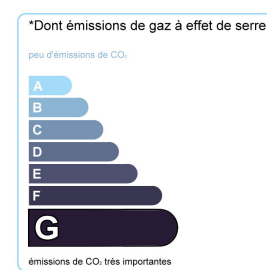 *Dont émissions de gaz à effet de serre
peu d'émissions de CO₂
A
B
C
D
E
F
G
émissions de CO₂ très importantes